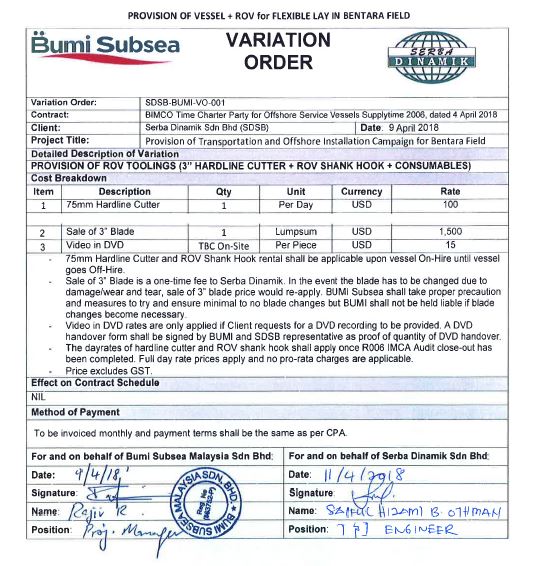 PROVISION OF VESSEL + ROV for FLEXIBLE LAY IN BENTARA FIELD
Bumi Subsea
VARIATION
ORDER
SERBA
DINAMIK
Variation Order: SDSB-BUMI-VO-001
Contract: BIMCO Time Charter Party for Offshore Service Vessels Supplytime 2006, dated 4 April 2018
Client: Serba Dinamik Sdn Bhd (SDSB) Date: 9 April 2018
Project Title: Provision of Transportation and Offshore Installation Campaign for Bentara Field
Detailed Description of Variation
PROVISION OF ROV TOOLINGS (3" HARDLINE CUTTER + ROV SHANK HOOK + CONSUMABLES)
Cost Breakdown
Item Description Qty Unit Currency Rate
1 75mm Hardline Cutter 1 Per Day USD 100
2 Sale of 3" Blade 1 Lumpsum USD 1,500
3 Video in DVD TBC On-Site Per Piece USD 15
- 75mm Hardline Cutter and ROV Shank Hook rental shall be applicable upon vessel On-Hire until vessel
goes Off-Hire.
- Sale of 3" Blade is a one-time fee to Serba Dinamik. In the event the blade has to be changed due to
damage/wear and tear, sale of 3" blade price would re-apply. BUMI Subsea shall take proper precaution
and measures to try and ensure minimal to no blade changes but BUMI shall not be held liable if blade
changes become necessary.
- Video in DVD rates are only applied if Client requests for a DVD recording to be provided. A DVD
handover form shall be signed by BUMI and SDSB representative as proof of quantity of DVD handover.
- The dayrates of hardline cutter and ROV shank hook shall apply once R006 IMCA Audit close-out has
been completed. Full day rate prices apply and no pro-rata charges are applicable.
- Price excludes GST.
Effect on Contract Schedule
NIL
Method of Payment
To be invoiced monthly and payment terms shall be the same as per CPA.
For and on behalf of Bumi Subsea Malaysia Sdn Bhd: For and on behalf of Serba Dinamik Sdn Bhd:
Date: 9/4/18 Date: 11/4/2018
Signature: Signature:
Name: Rajiv R. Name: SAIFUL HIZAMI B. OTHMAN
Position: Proj. Manager Position: T&I ENGINEER
BUMI SUBSEA MALAYSIA SDN. BHD.
Reg. No